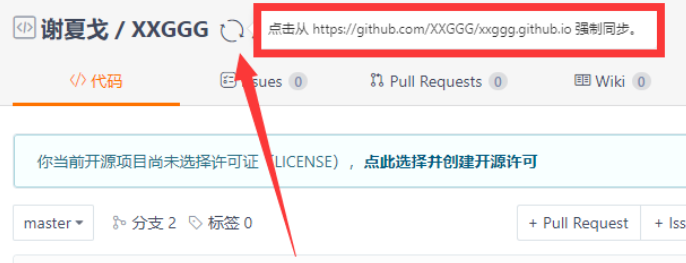 谢夏戈 / XXGGG
点击从 https://github.com/XXGGG/xxggg.github.io 强制同步。
代码
Issues 0
Pull Requests 0
Wiki 0
你当前开源项目尚未选择许可证（LICENSE），点此选择并创建开源许可
master
分支 2
标签 0
+ Pull Request
+ Iss